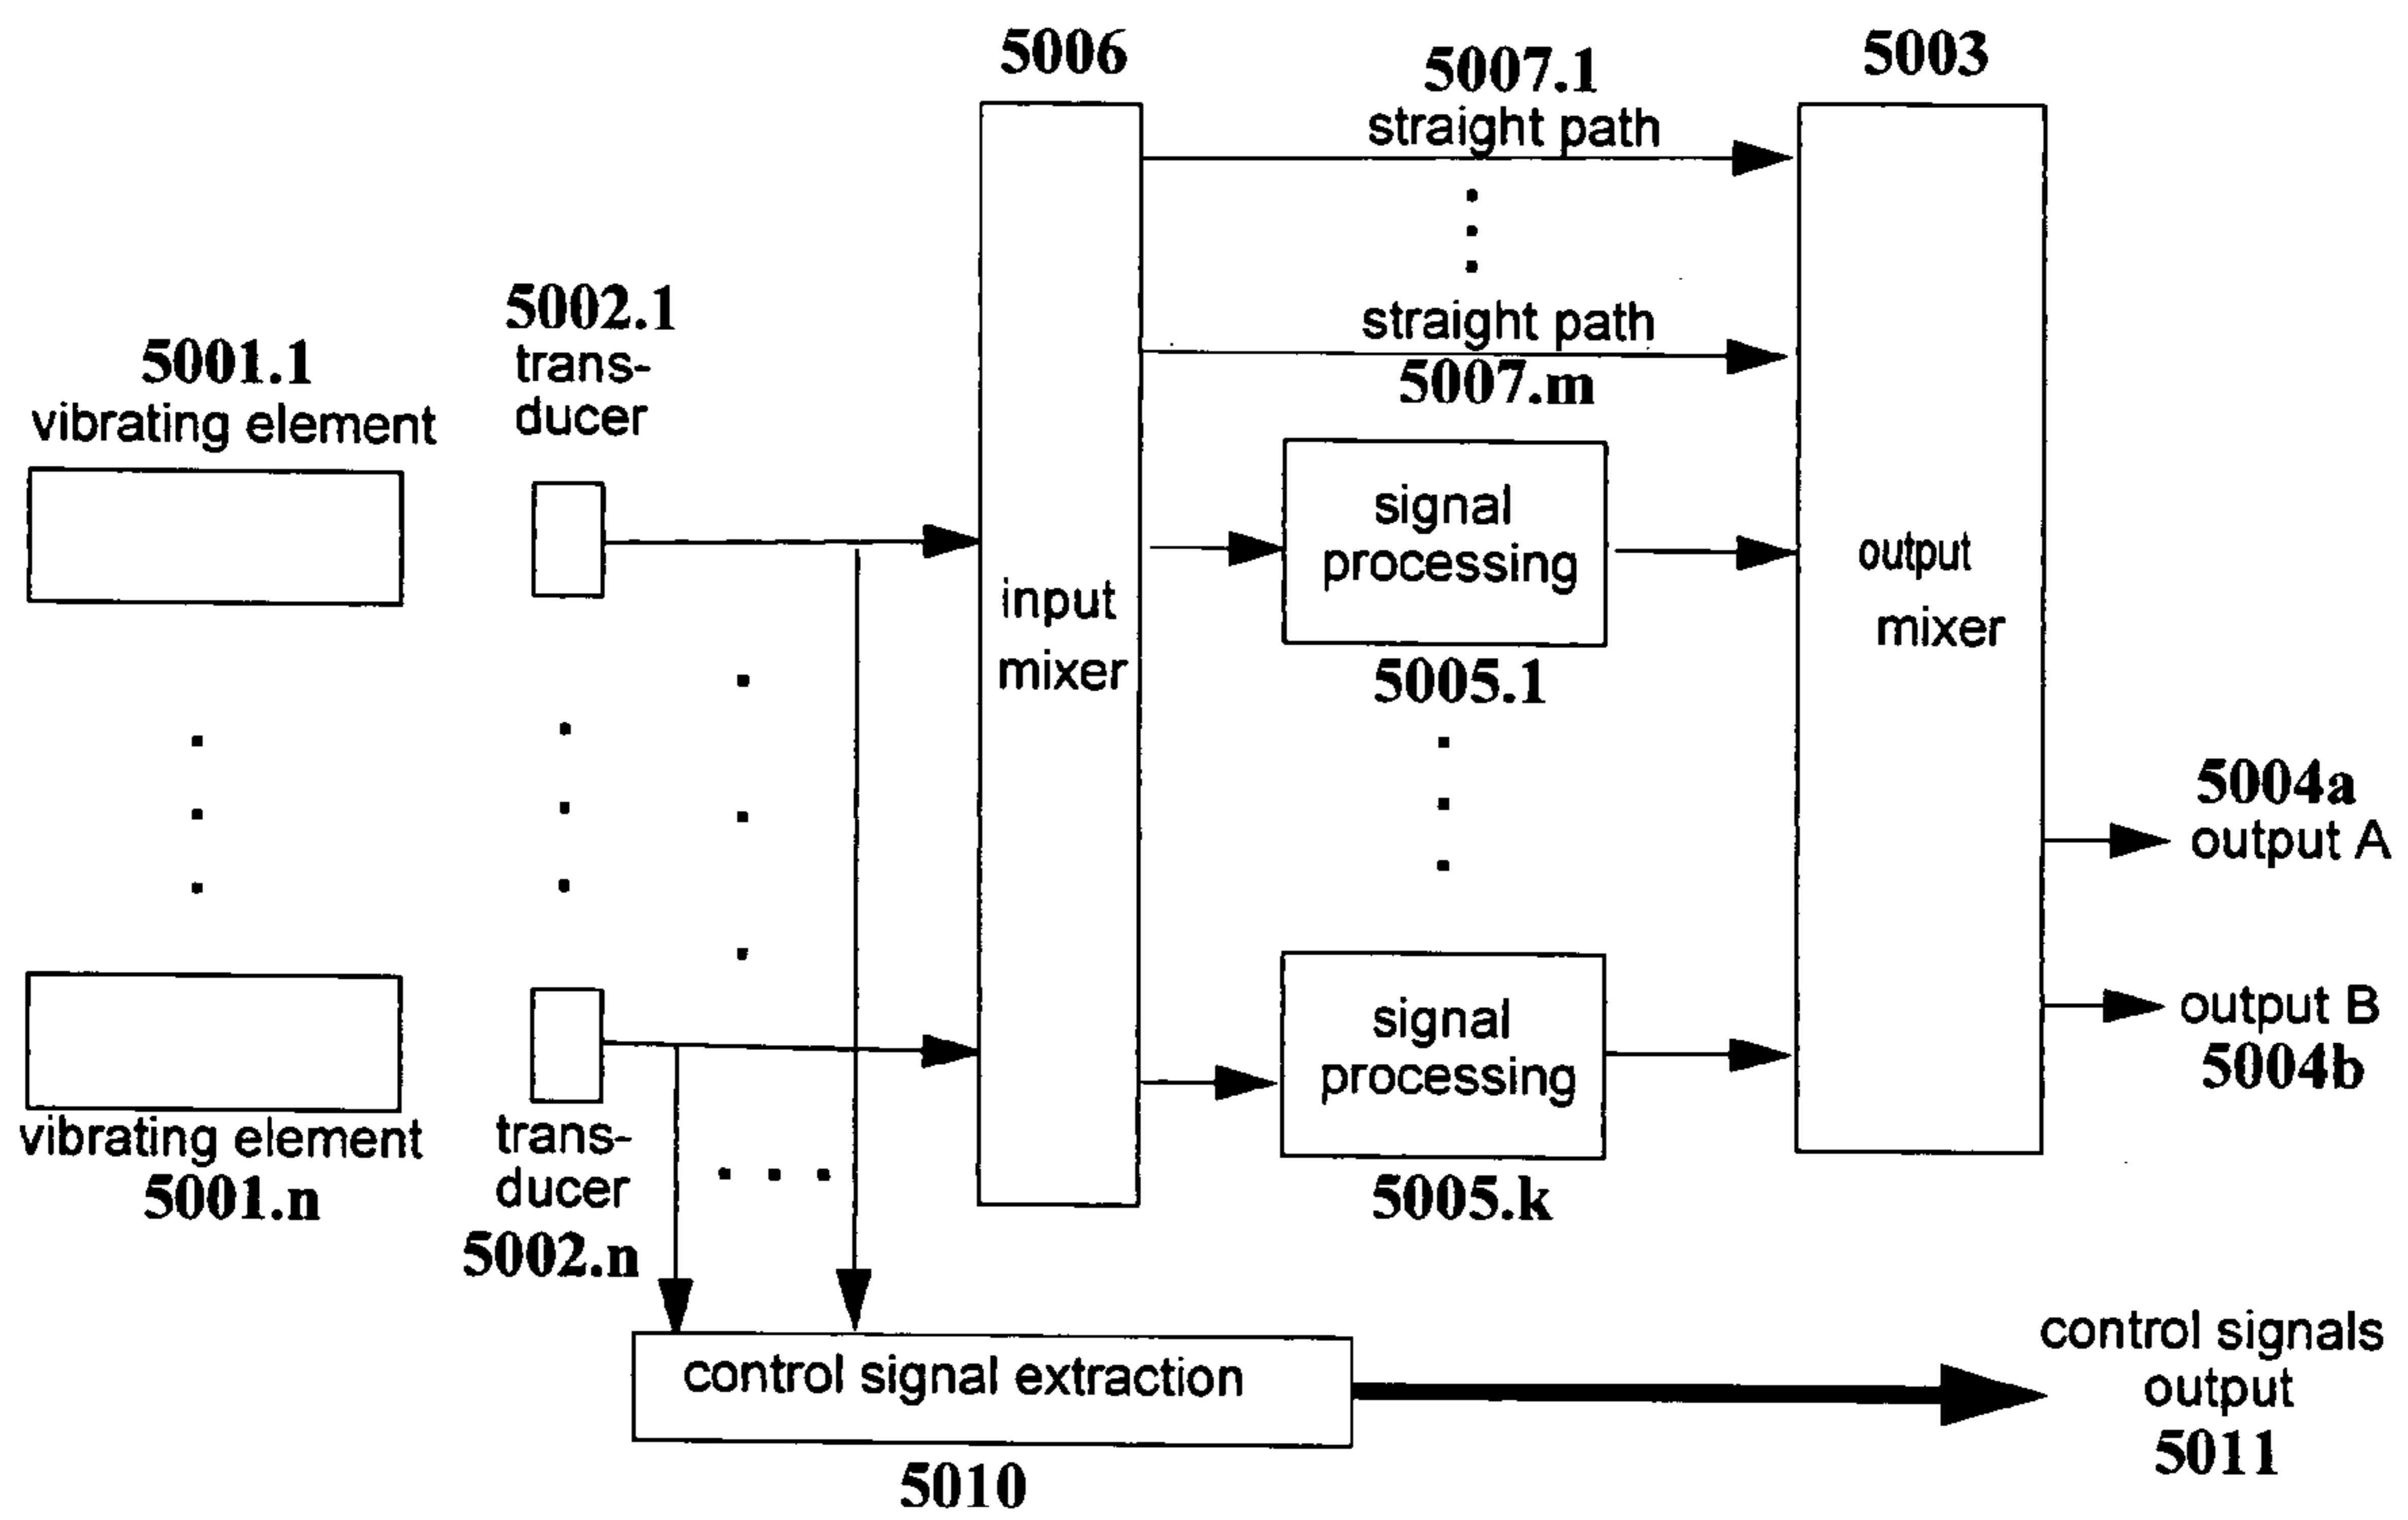 5006
5007.1
straight path
5003
5002.1
trans-
ducer
5001.1
vibrating element
straight path
5007.m
signal
processing
5005.1
input
mixer
output
mixer
5004a
output A
output B
5004b
signal
processing
5005.k
vibrating element
5001.n
trans-
ducer
5002.n
control signal extraction
5010
control signals
output
5011